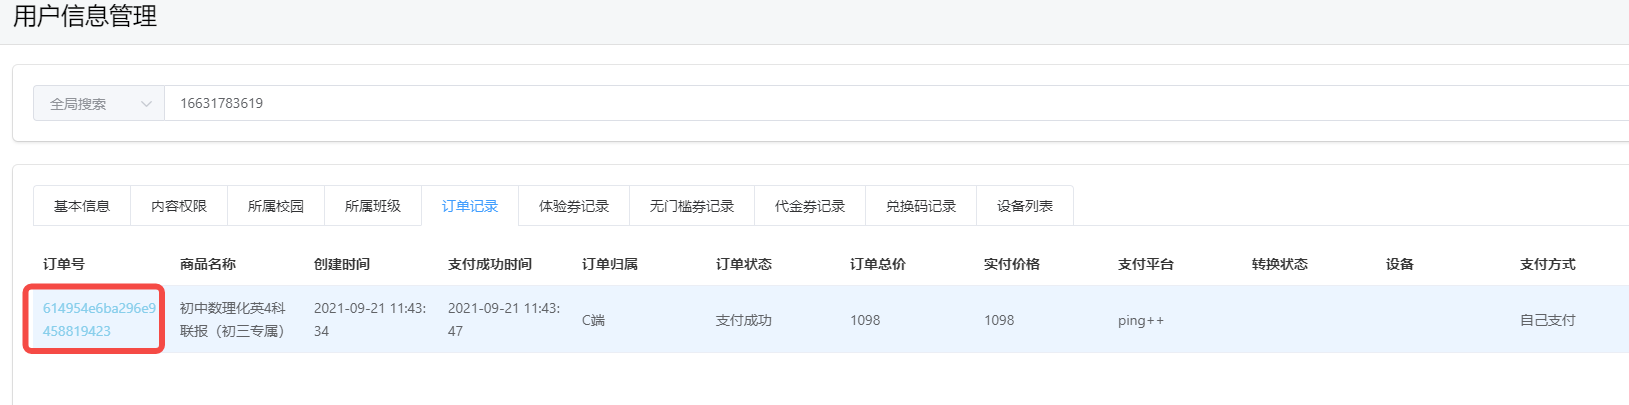 用户信息管理
全局搜索 16631783619
基本信息 内容权限 所属校园 所属班级 订单记录 体验券记录 无门槛券记录 代金券记录 兑换码记录 设备列表
订单号 商品名称 创建时间 支付成功时间 订单归属 订单状态 订单总价 实付价格 支付平台 转换状态 设备 支付方式
614954e6ba296e9 初中数理化英4科 2021-09-21 11:43: 2021-09-21 11:43:
C端 支付成功 1098 1098 ping++ 自己支付
458819423 联报（初三专属） 34 47